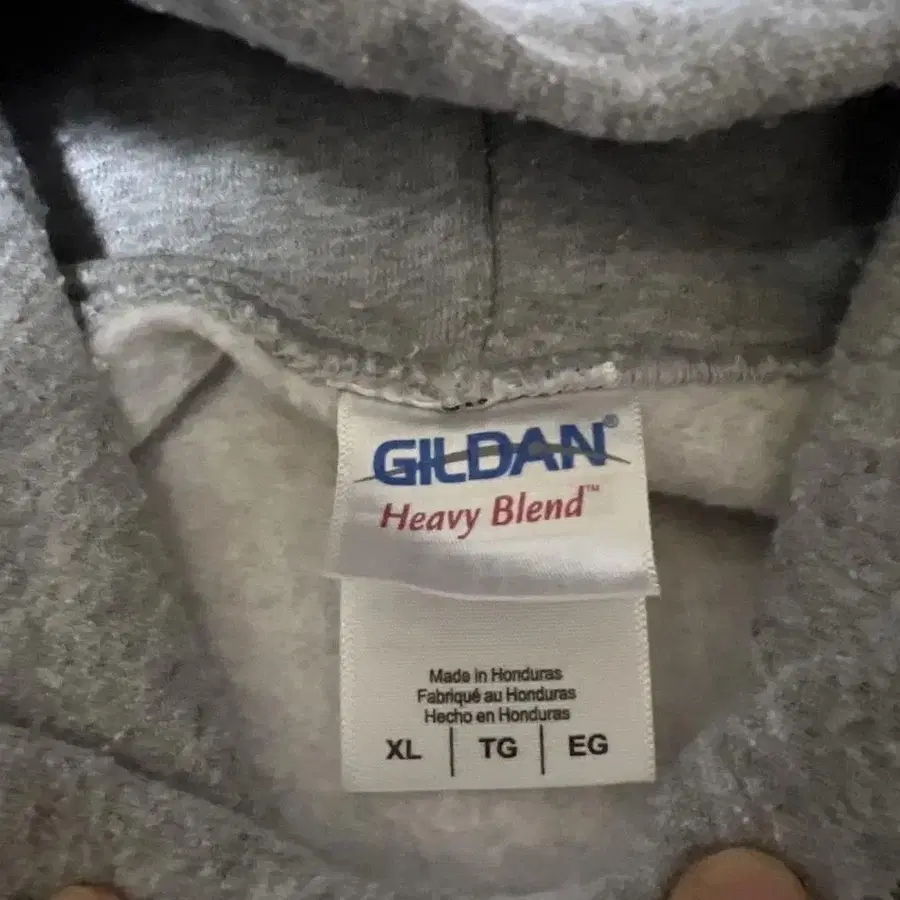 GILDAN®
Heavy Blend™
Made in Honduras
Fabriqué au Honduras
Hecho en Honduras
XL | TG | EG